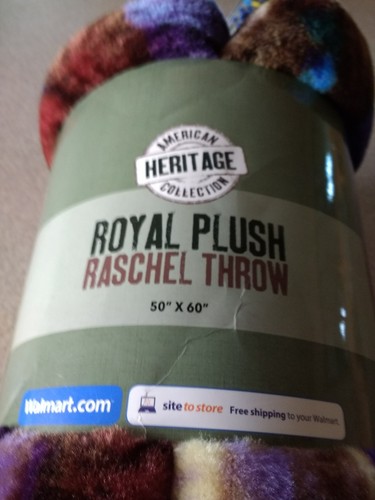 AMERICAN
HERITAGE
COLLECTION
ROYAL PLUSH
RASCHEL THROW
50" X 60"
Walmart.com
site to store Free shipping to your Walmart.